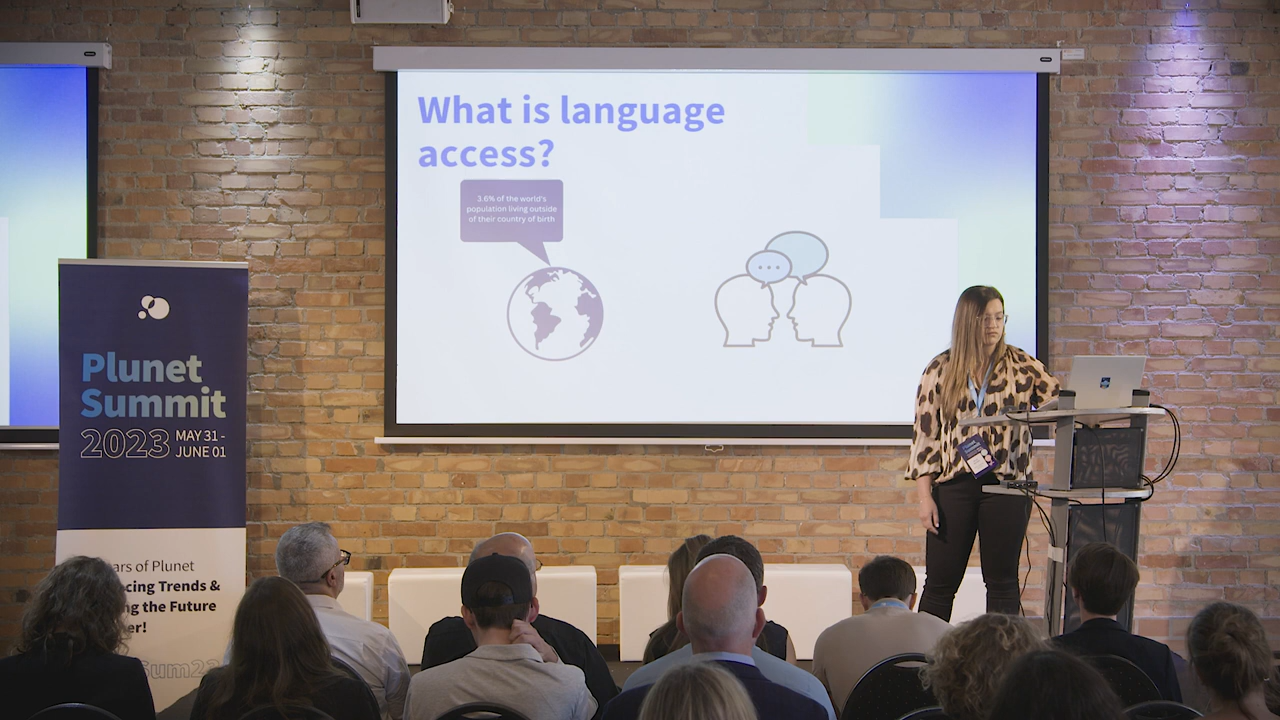 What is language
access?
3.6% of the world's
population living outside
of their country of birth
Plunet
Summit
2023 MAY 31 -
JUNE 01
ars of Plunet
cing Trends &
g the Future
er!
um23